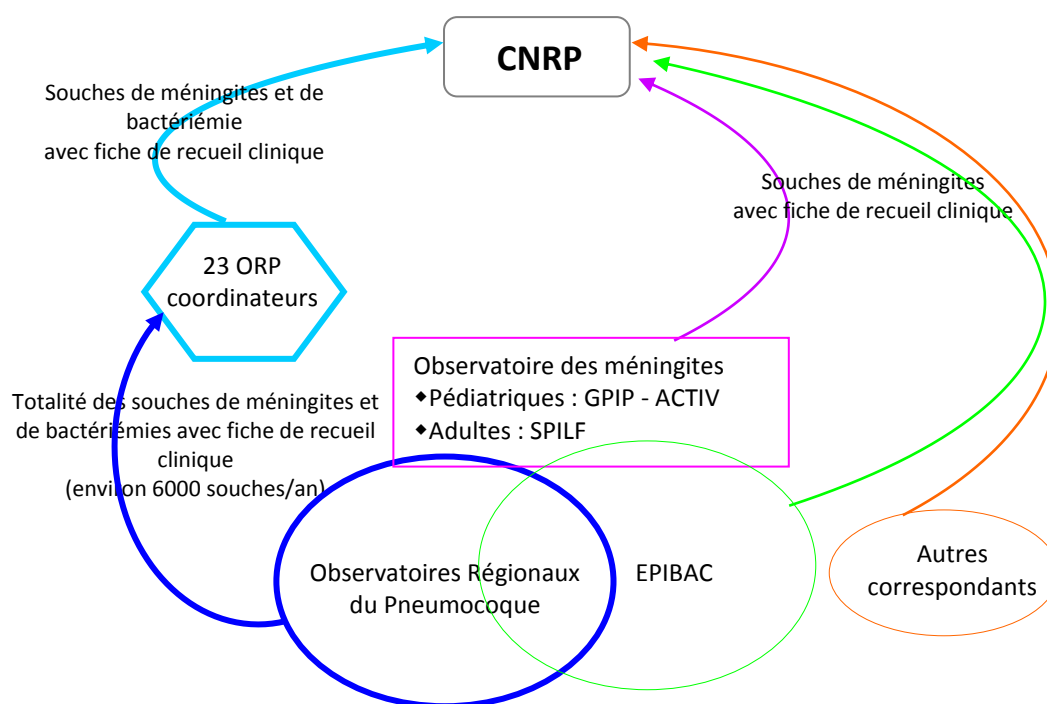 CNRP
Souches de méningites et de
bactériémie
avec fiche de recueil clinique
Souches de méningites
avec fiche de recueil clinique
23 ORP
coordinateurs
Observatoire des méningites
◆Pédiatriques : GPIP - ACTIV
◆Adultes : SPILF
Totalité des souches de méningites et
de bactériémies avec fiche de recueil
clinique
(environ 6000 souches/an)
Observatoires Régionaux
du Pneumocoque
EPIBAC
Autres
correspondants